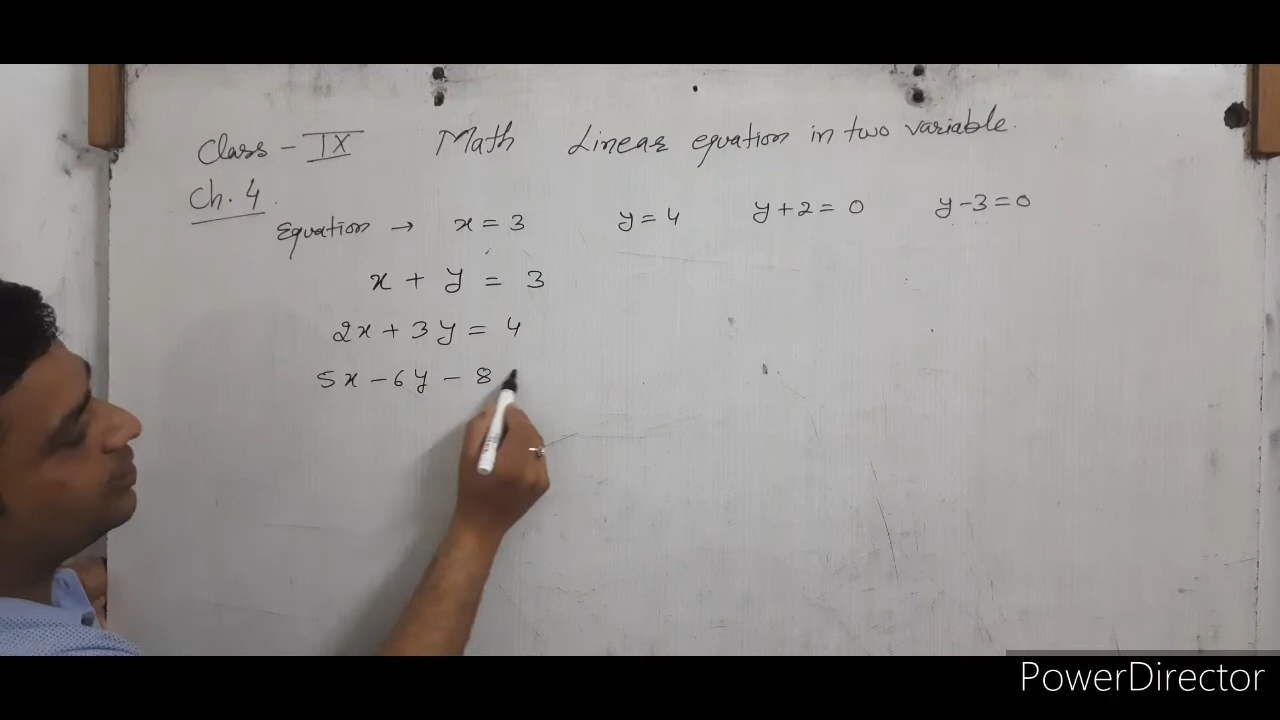 Class - IX Math Linear equation in two variable.
Ch. 4
Equation → x = 3 y = 4 y + 2 = 0 y - 3 = 0
x + y = 3
2x + 3y = 4
5x - 6y - 8
PowerDirector